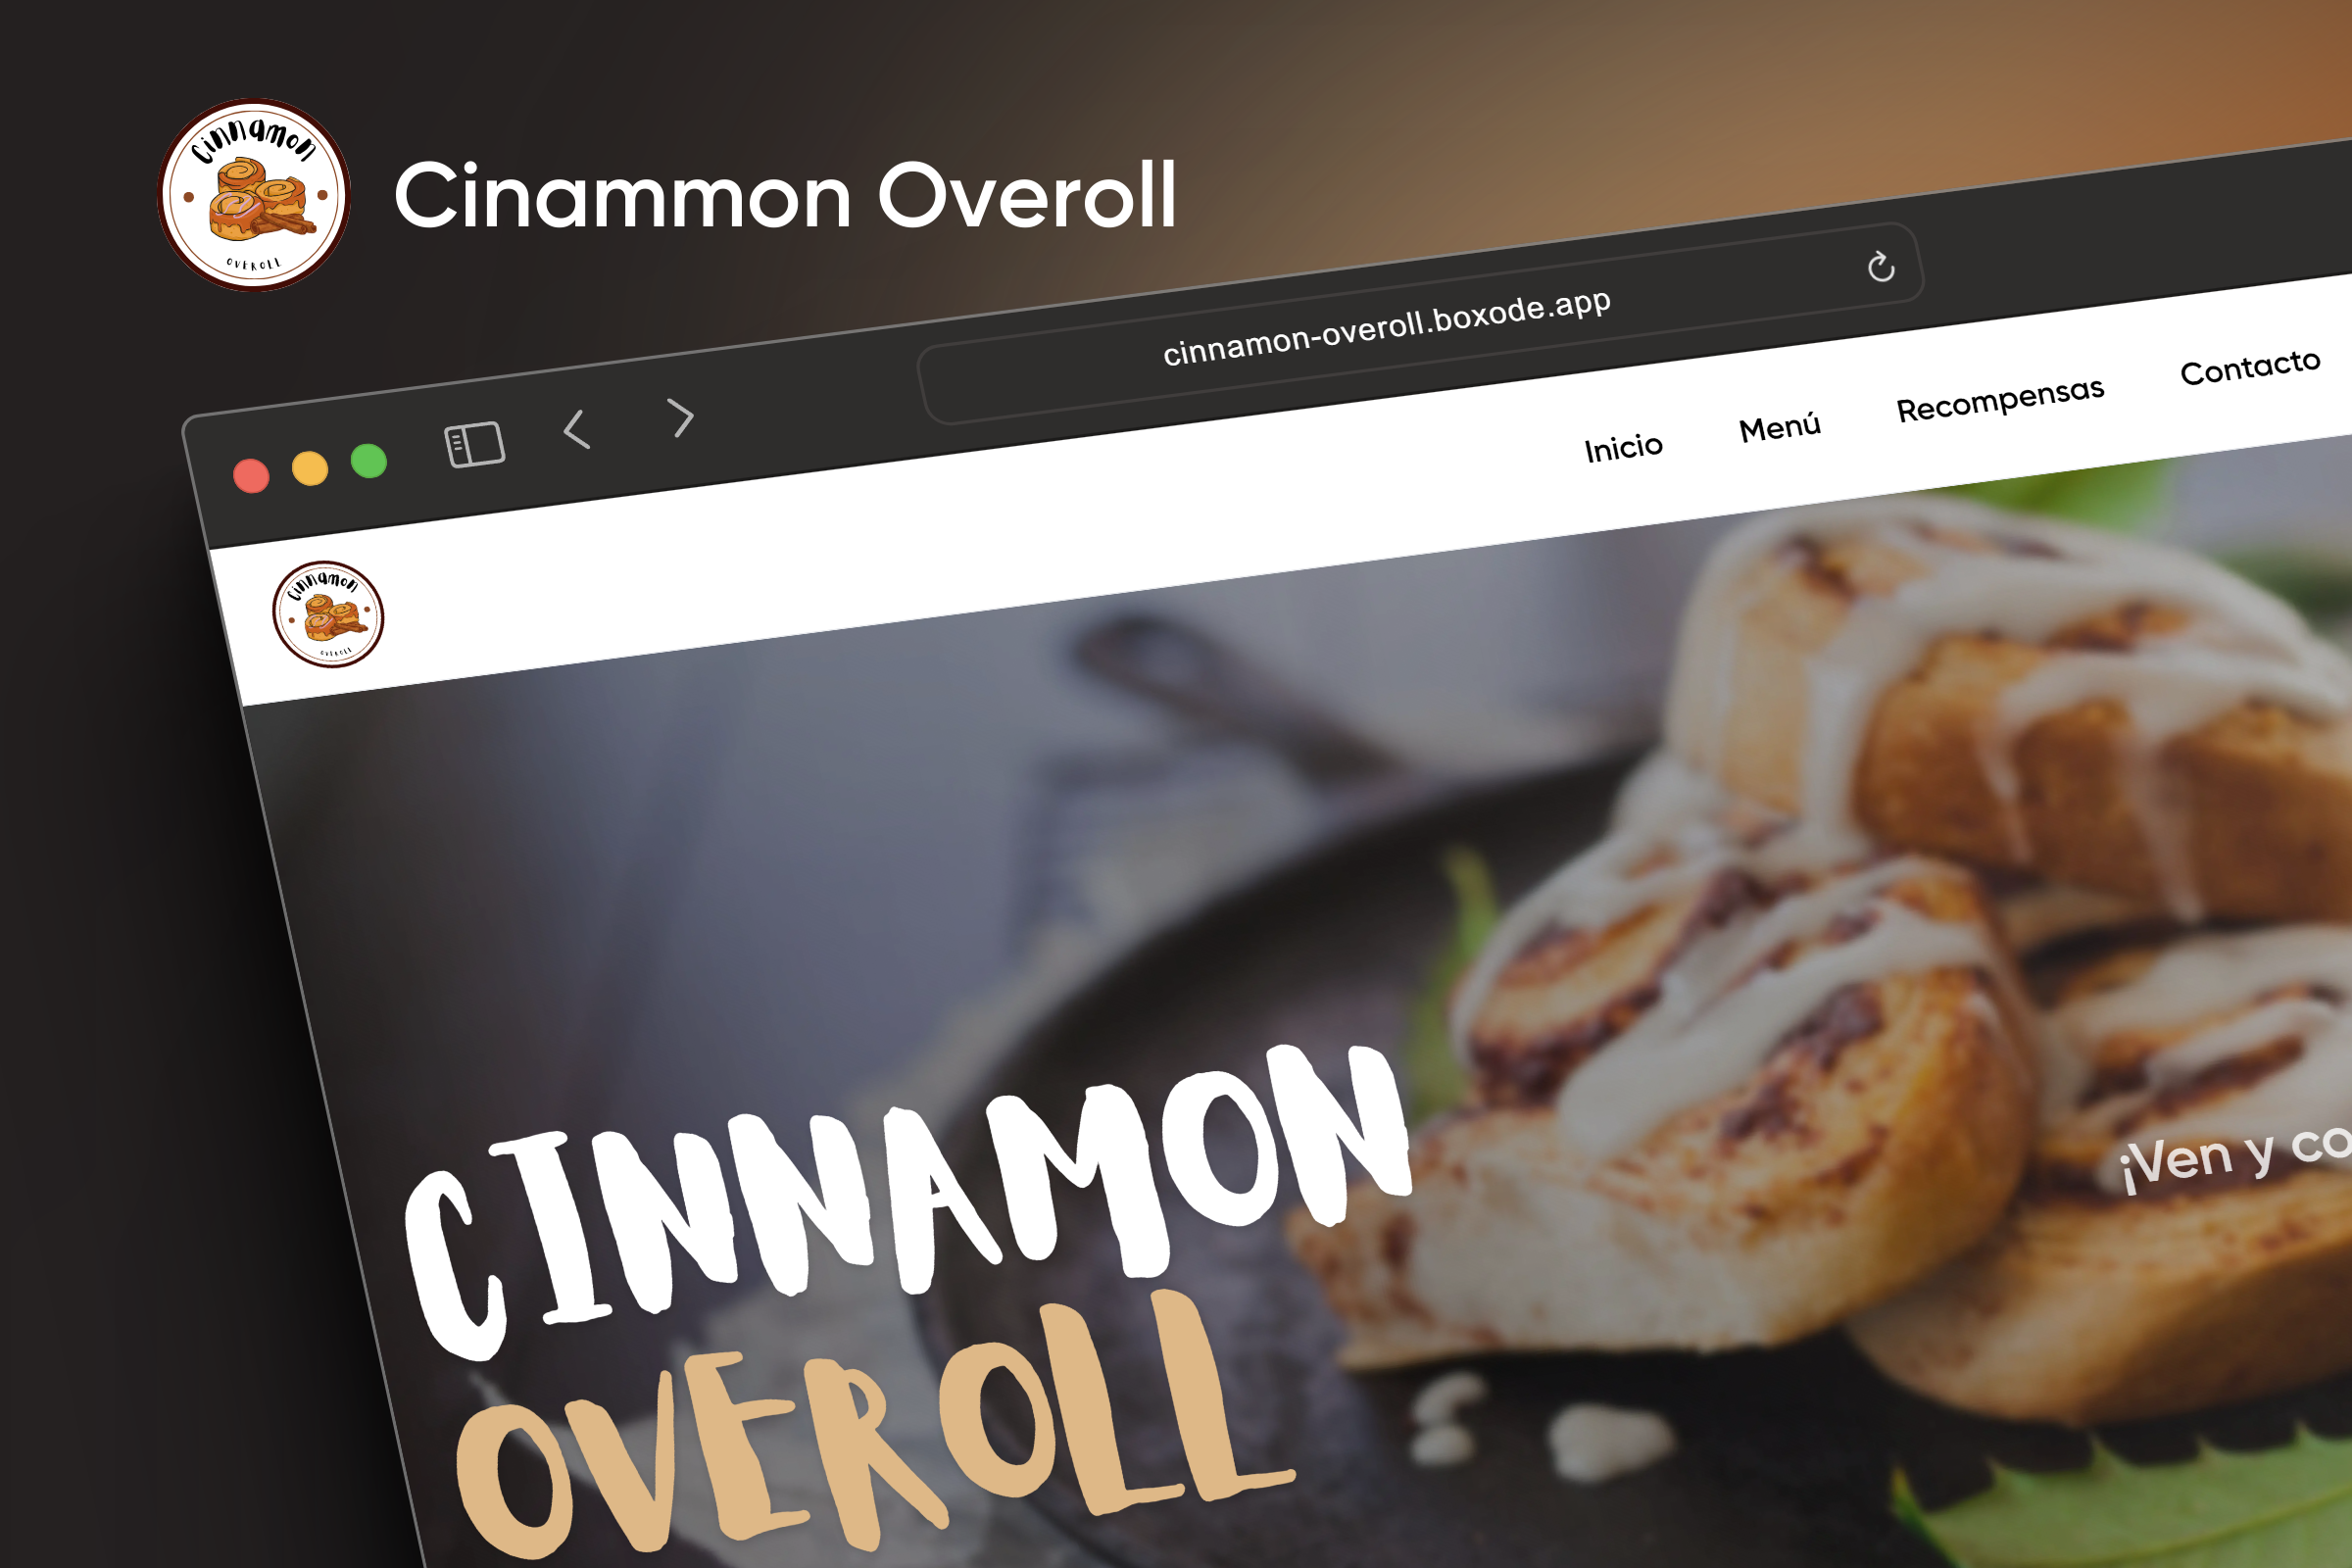 Cinnamon
OVEROLL
Cinammon Overoll
cinnamon-overoll.boxode.app
Inicio Menú Recompensas Contacto
Cinnamon
OVEROLL
CINNAMON
OVEROLL
¡Ven y co